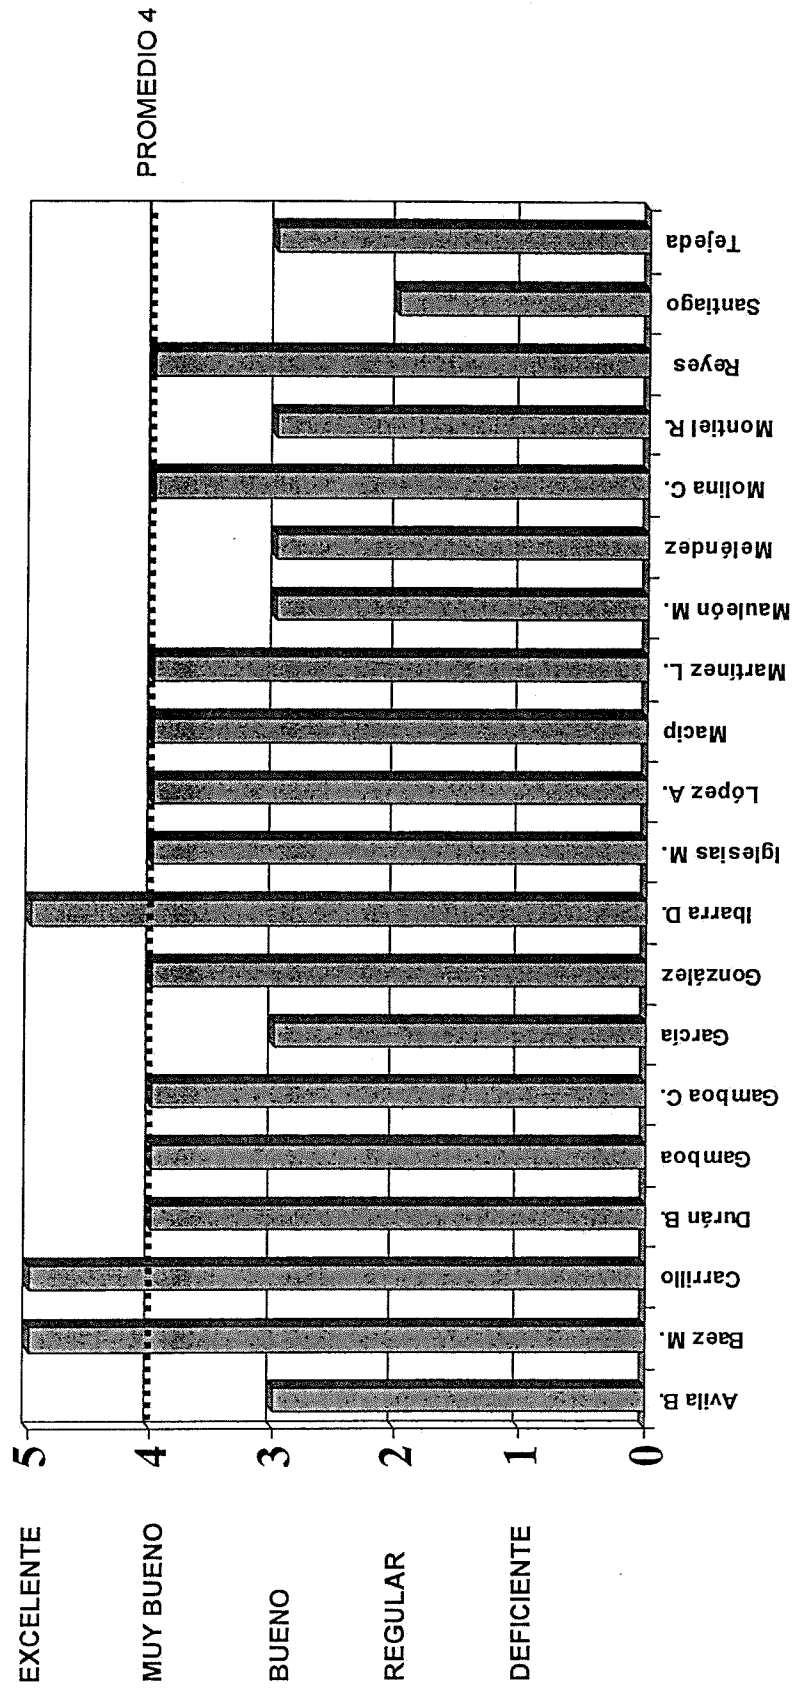 PROMEDIO 4
EXCELENTE
5
MUY BUENO
4
BUENO
3
REGULAR
2
DEFICIENTE
1
0
Avila B.
Baez M.
Carrillo
Durán B.
Gamboa
Gamboa C.
García
González
Ibarra D.
Iglesias M.
López A.
Macip
Martínez L.
Mauleón M.
Meléndez
Molina C.
Montiel R.
Reyes
Santiago
Tejeda